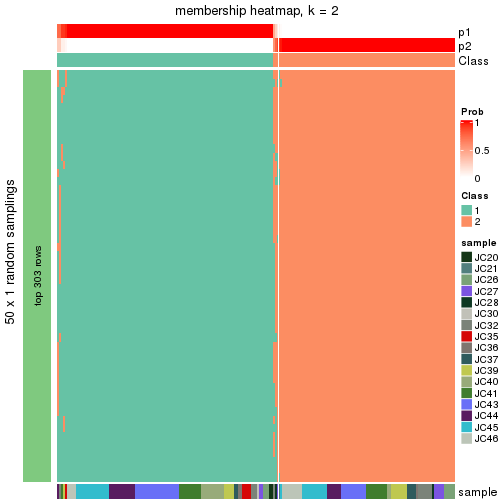 membership heatmap, k = 2
p1
p2
Class
50 x 1 random samplings
top 303 rows
Prob
1
0.5
0
Class
1
2
sample
JC20
JC21
JC26
JC27
JC28
JC30
JC32
JC35
JC36
JC37
JC39
JC40
JC41
JC43
JC44
JC45
JC46
sample